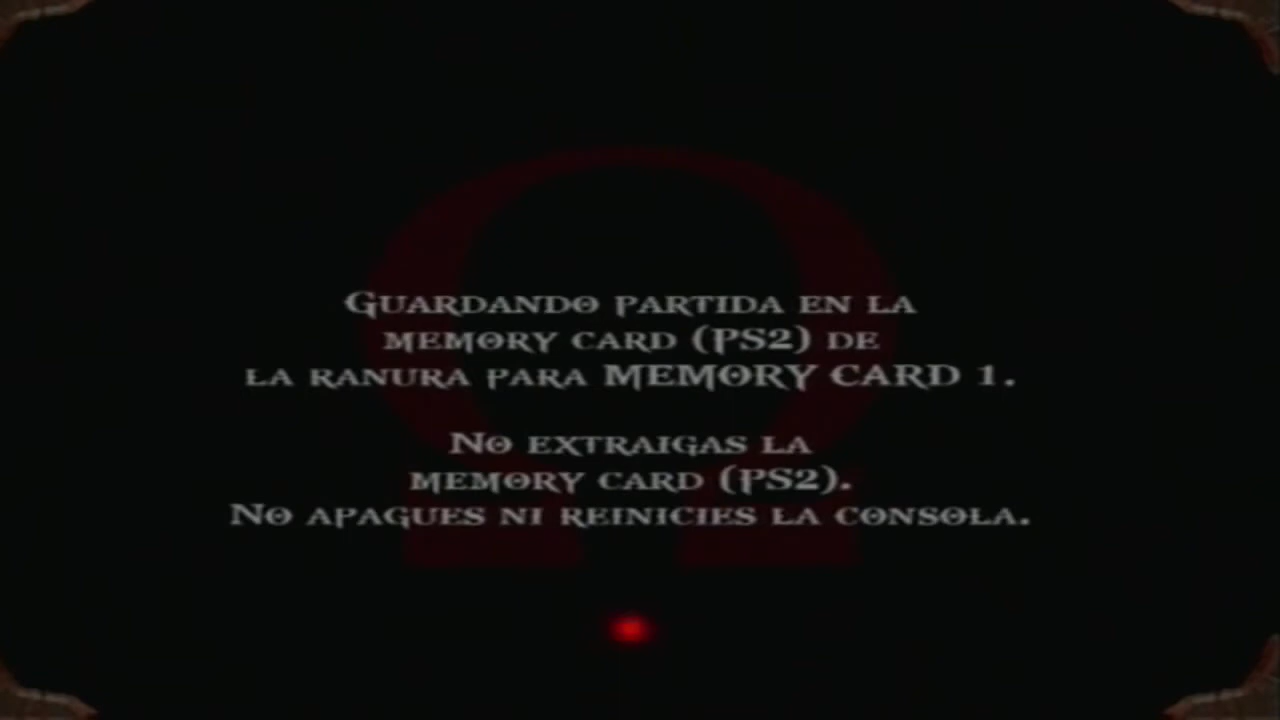 Guardando partida en la
memory card (PS2) de
la ranura para MEMORY CARD 1.
No extraigas la
memory card (PS2).
No apagues ni reinicies la consola.